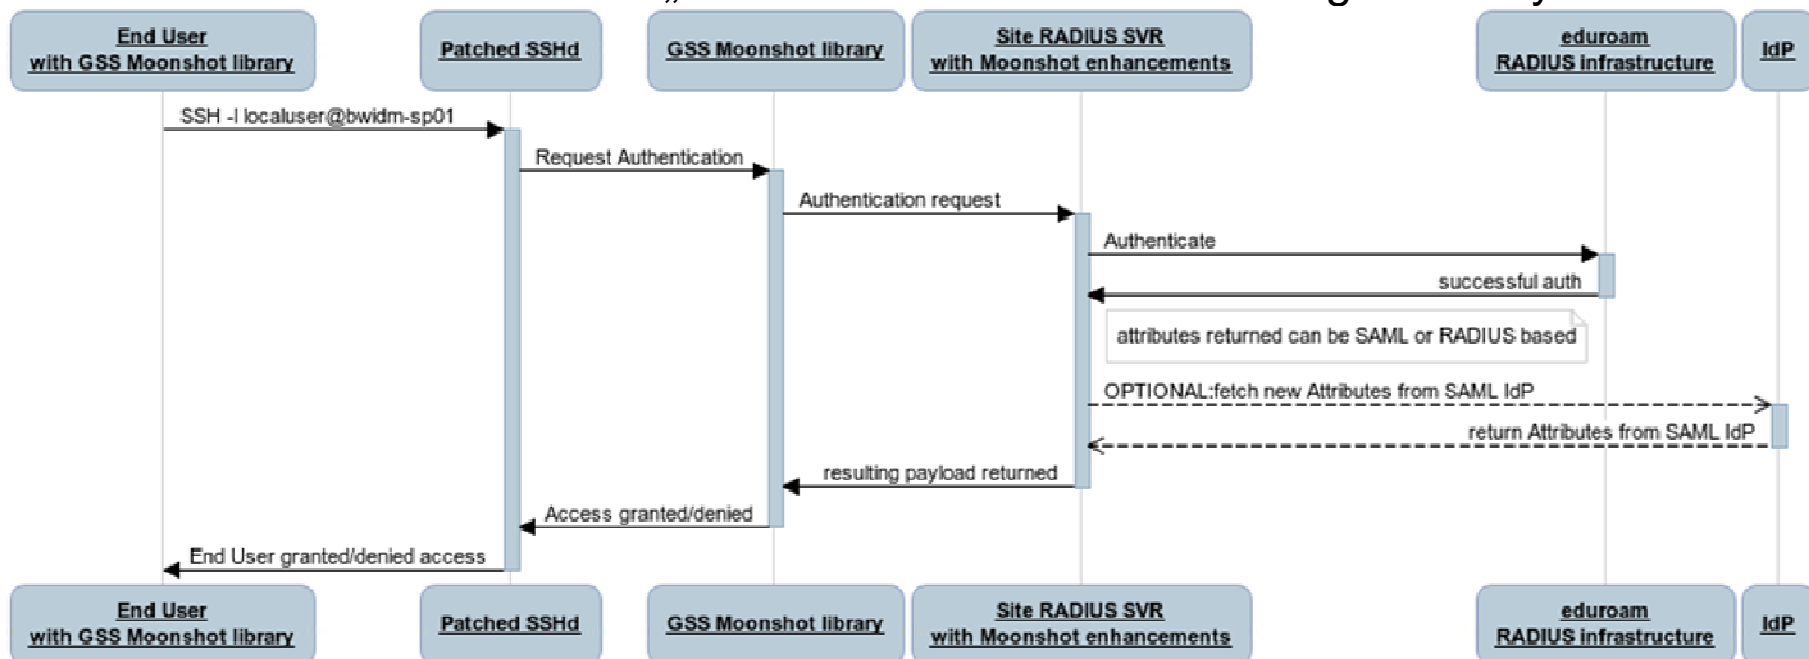 End User
with GSS Moonshot library
Patched SSHd
GSS Moonshot library
Site RADIUS SVR
with Moonshot enhancements
eduroam
RADIUS infrastructure
IdP
SSH -l localuser@bwidm-sp01
Request Authentication
Authentication request
Authenticate
successful auth
attributes returned can be SAML or RADIUS based
OPTIONAL:fetch new Attributes from SAML IdP
return Attributes from SAML IdP
resulting payload returned
Access granted/denied
End User granted/denied access
End User
with GSS Moonshot library
Patched SSHd
GSS Moonshot library
Site RADIUS SVR
with Moonshot enhancements
eduroam
RADIUS infrastructure
IdP